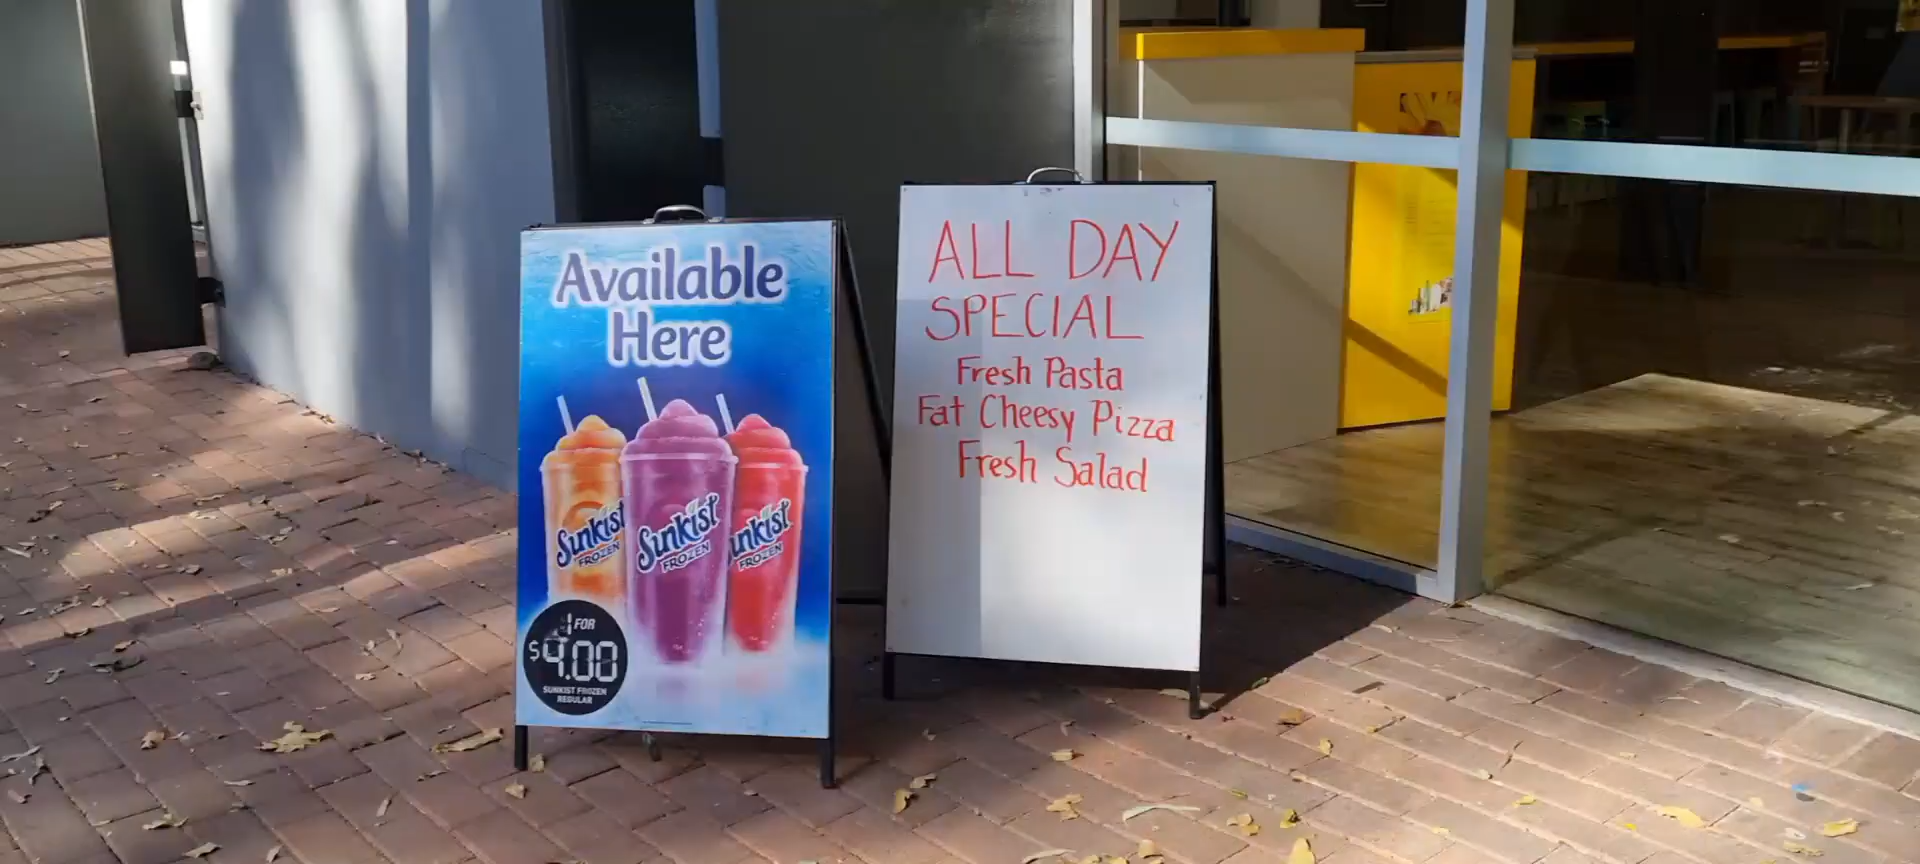 Available
Here
Sunkist
FROZEN
Sunkist
FROZEN
unkist
FROZEN
1 FOR
$4.00
SUNKIST FROZEN
REGULAR
ALL DAY
SPECIAL
Fresh Pasta
Fat Cheesy Pizza
Fresh Salad